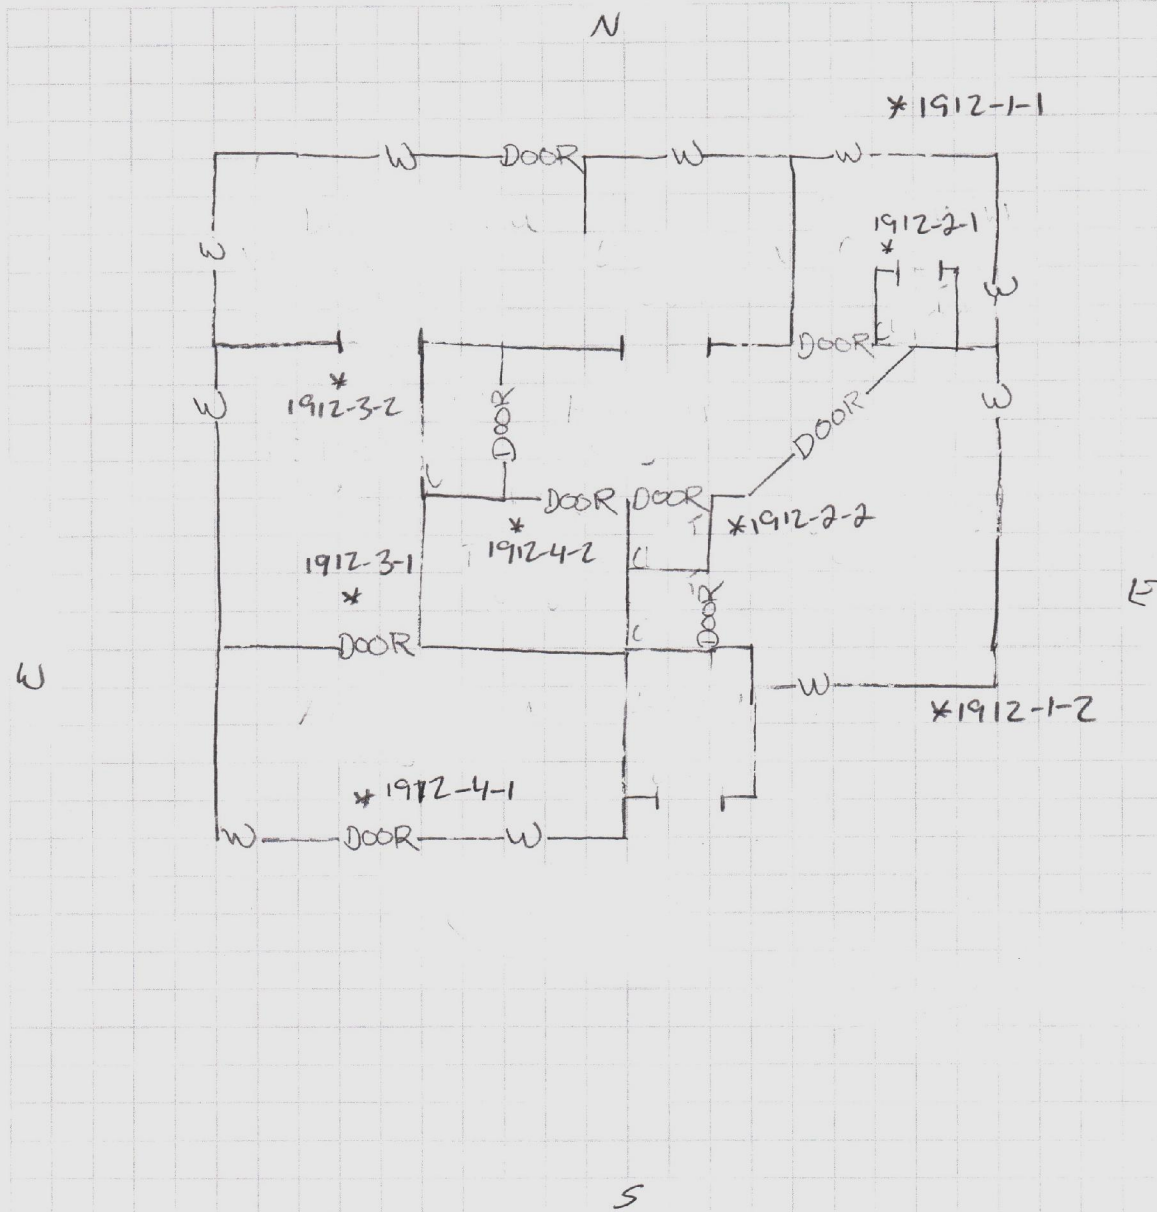 N
* 1912-1-1
W DOOR W W
1912-2-1
*
W
W
DOOR C
*
1912-3-2
W
W
DOOR
DOOR
C
DOOR DOOR
*1912-2-2
*
1912-4-2
C
1912-3-1
*
DOOR
E
C
DOOR
W
W
*1912-1-2
* 1912-4-1
W DOOR W
S